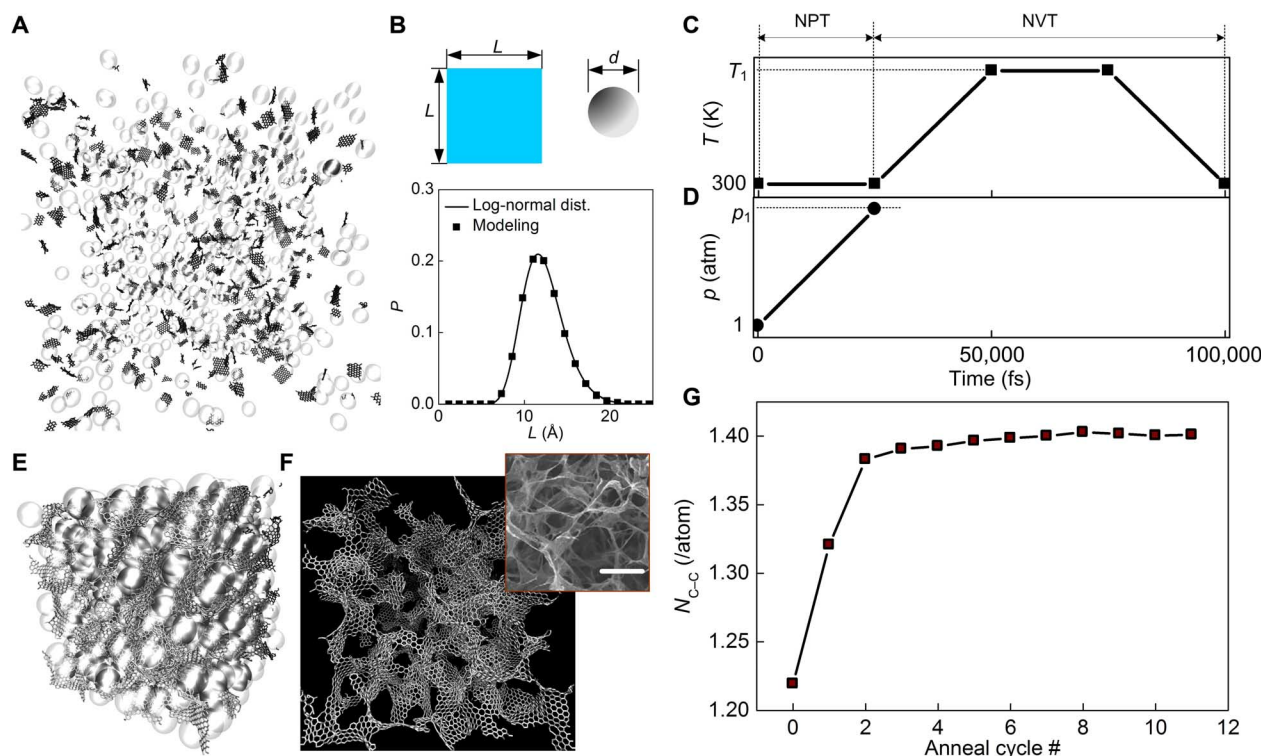 A
B
L
L
d
0.3
0.2
0.1
0.0
P
Log-normal dist.
Modeling
0
10
20
L (Å)
C
NPT
NVT
T1
300
T (K)
D
p1
1
p (atm)
0
50,000
100,000
Time (fs)
E
F
G
1.40
1.35
1.30
1.25
1.20
NC–C (/atom)
0
2
4
6
8
10
12
Anneal cycle #